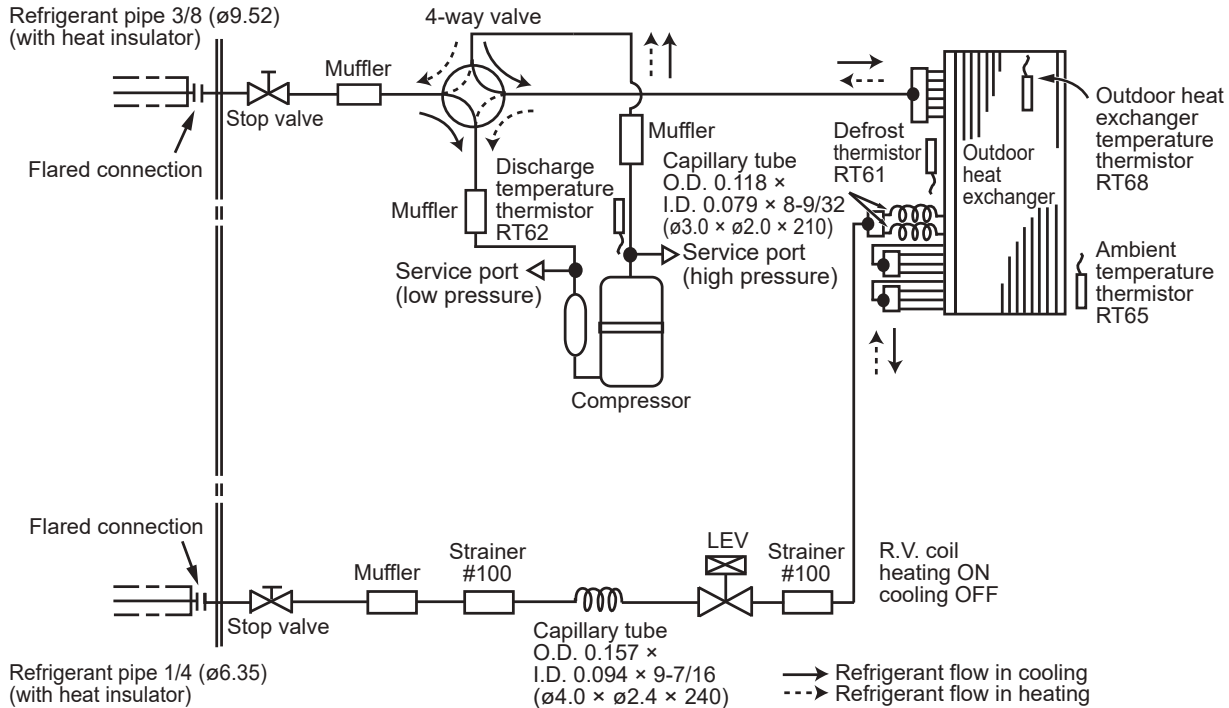 Refrigerant pipe 3/8 (ø9.52)
(with heat insulator)
4-way valve
Muffler
Stop valve
Flared connection
Muffler
Discharge
temperature
thermistor
RT62
Muffler
Capillary tube
O.D. 0.118 ×
I.D. 0.079 × 8-9/32
(ø3.0 × ø2.0 × 210)
Defrost
thermistor
RT61
Outdoor
heat
exchanger
Outdoor heat
exchanger
temperature
thermistor
RT68
Service port
(low pressure)
Service port
(high pressure)
Ambient
temperature
thermistor
RT65
Compressor
Flared connection
Stop valve
Muffler
Strainer
#100
Capillary tube
O.D. 0.157 ×
I.D. 0.094 × 9-7/16
(ø4.0 × ø2.4 × 240)
LEV
Strainer
#100
R.V. coil
heating ON
cooling OFF
Refrigerant pipe 1/4 (ø6.35)
(with heat insulator)
Refrigerant flow in cooling
Refrigerant flow in heating